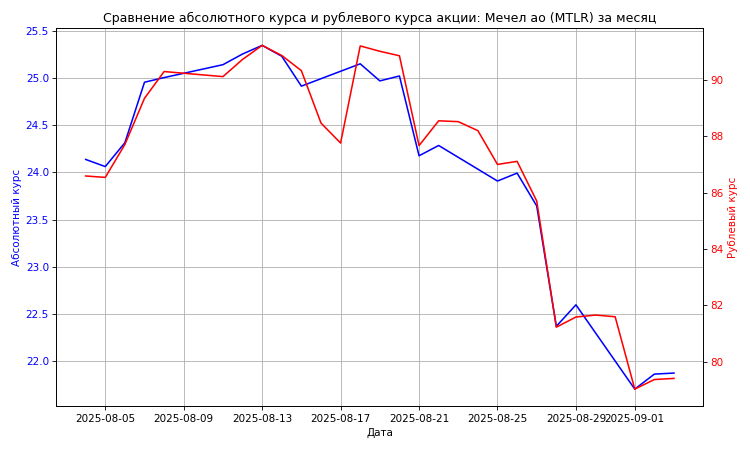 Сравнение абсолютного курса и рублевого курса акции: Мечел ао (MTLR) за месяц
25.5
25.0
24.5
24.0
23.5
23.0
22.5
22.0
Абсолютный курс
90
88
86
84
82
80
Рублевый курс
2025-08-05 2025-08-09 2025-08-13 2025-08-17 2025-08-21 2025-08-25 2025-08-29 2025-09-01
Дата